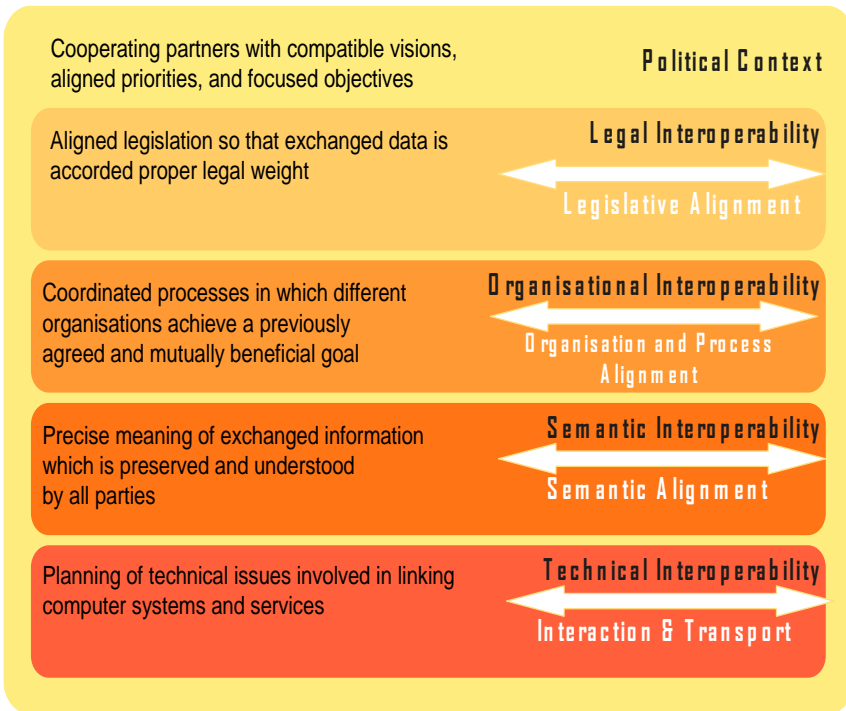 Cooperating partners with compatible visions,
aligned priorities, and focused objectives
Political Context
Aligned legislation so that exchanged data is
accorded proper legal weight
Legal Interoperability
Legislative Alignment
Coordinated processes in which different
organisations achieve a previously
agreed and mutually beneficial goal
Organisational Interoperability
Organisation and Process
Alignment
Precise meaning of exchanged information
which is preserved and understood
by all parties
Semantic Interoperability
Semantic Alignment
Planning of technical issues involved in linking
computer systems and services
Technical Interoperability
Interaction & Transport